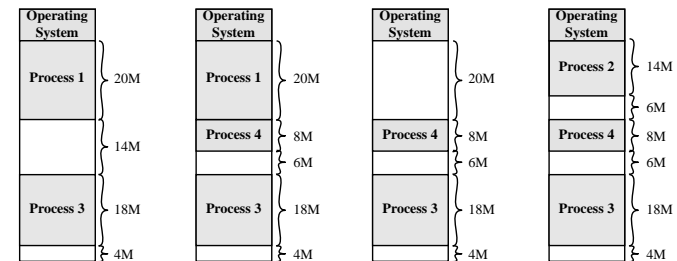 Operating
System
Process 1
20M
14M
Process 3
18M
4M
Operating
System
Process 1
20M
Process 4
8M
6M
Process 3
18M
4M
Operating
System
20M
Process 4
8M
6M
Process 3
18M
4M
Operating
System
Process 2
14M
6M
Process 4
8M
6M
Process 3
18M
4M